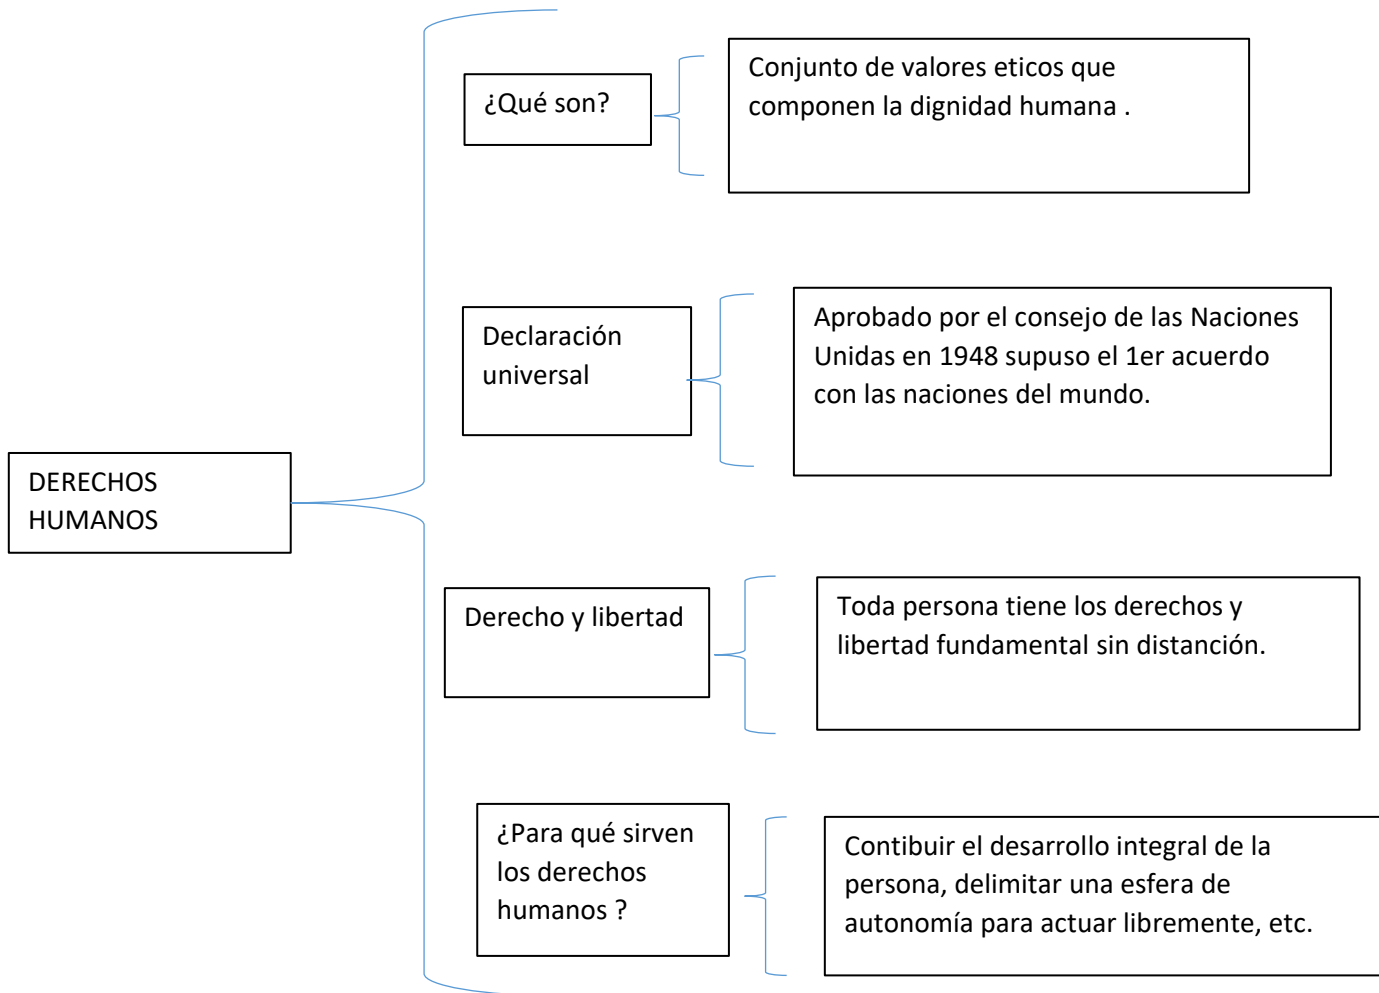 DERECHOS
HUMANOS
¿Qué son?
Conjunto de valores eticos que
componen la dignidad humana .
Declaración
universal
Aprobado por el consejo de las Naciones
Unidas en 1948 supuso el 1er acuerdo
con las naciones del mundo.
Derecho y libertad
Toda persona tiene los derechos y
libertad fundamental sin distanción.
¿Para qué sirven
los derechos
humanos ?
Contibuir el desarrollo integral de la
persona, delimitar una esfera de
autonomía para actuar libremente, etc.